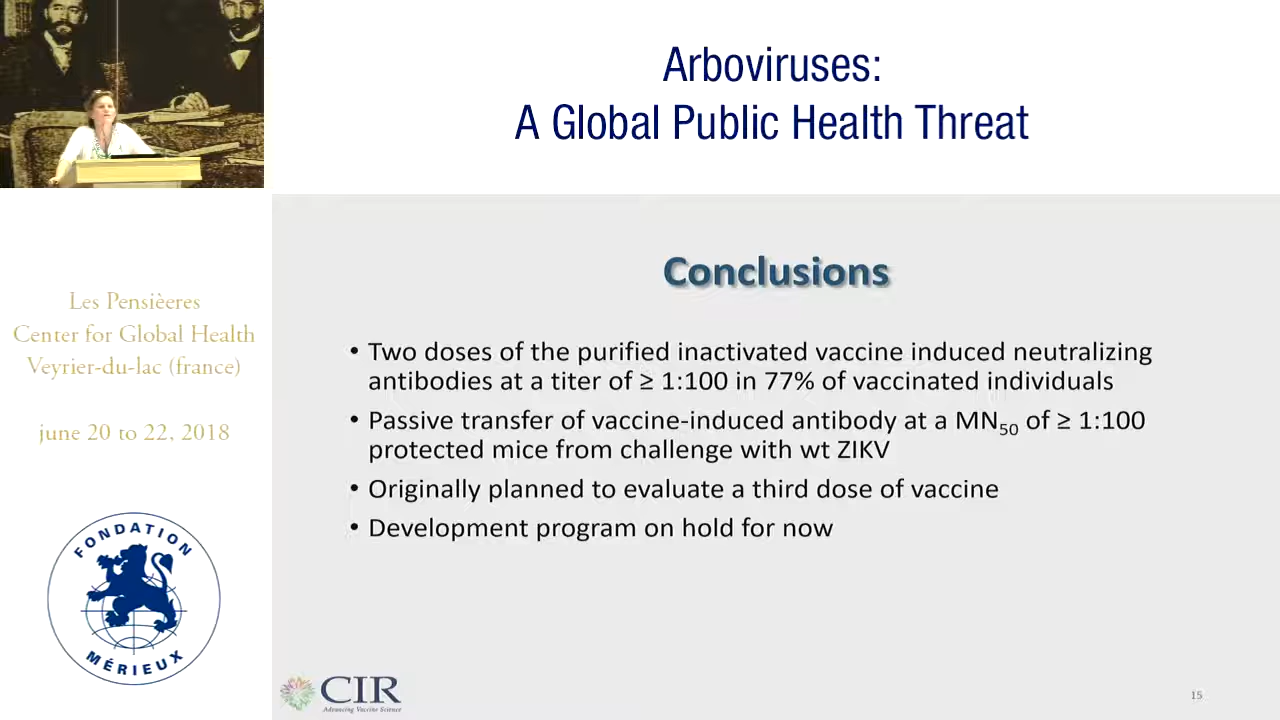 Arboviruses:
A Global Public Health Threat
Les Pensièeres
Center for Global Health
Veyrier-du-lac (france)
june 20 to 22, 2018
FONDATION
MÉRIEUX
Conclusions
• Two doses of the purified inactivated vaccine induced neutralizing
antibodies at a titer of ≥ 1:100 in 77% of vaccinated individuals
• Passive transfer of vaccine-induced antibody at a MN50 of ≥ 1:100
protected mice from challenge with wt ZIKV
• Originally planned to evaluate a third dose of vaccine
• Development program on hold for now
CIR
Advancing Vaccine Science
15